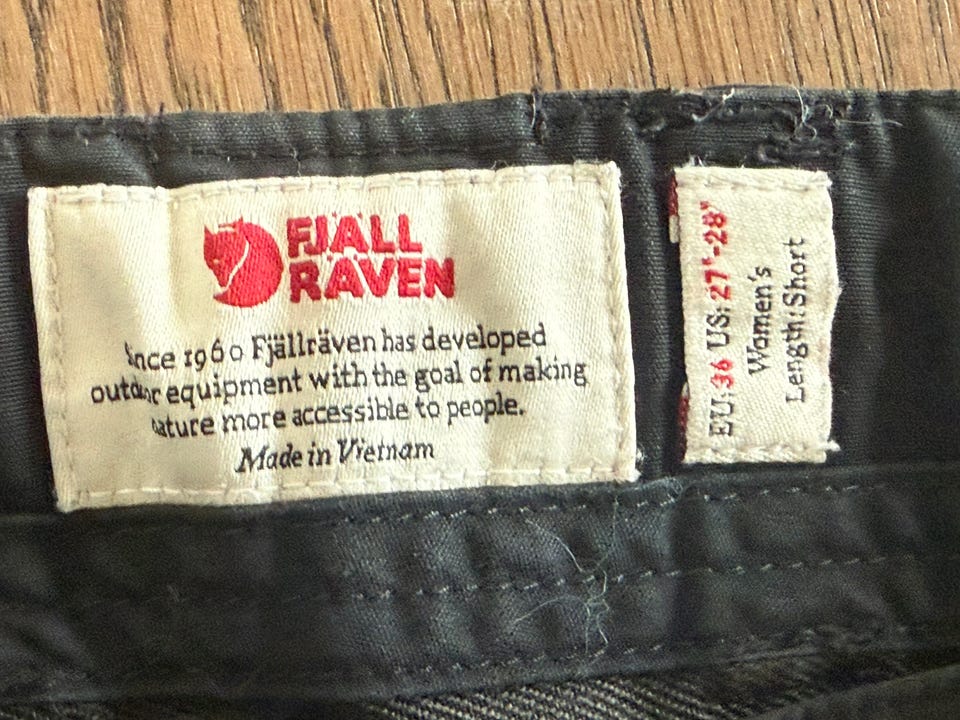 FJÄLL
RÄVEN
Since 1960 Fjällräven has developed
outdoor equipment with the goal of making
nature more accessible to people.
Made in Vietnam
EU: 36 US: 27"-28"
Women's
Length: Short